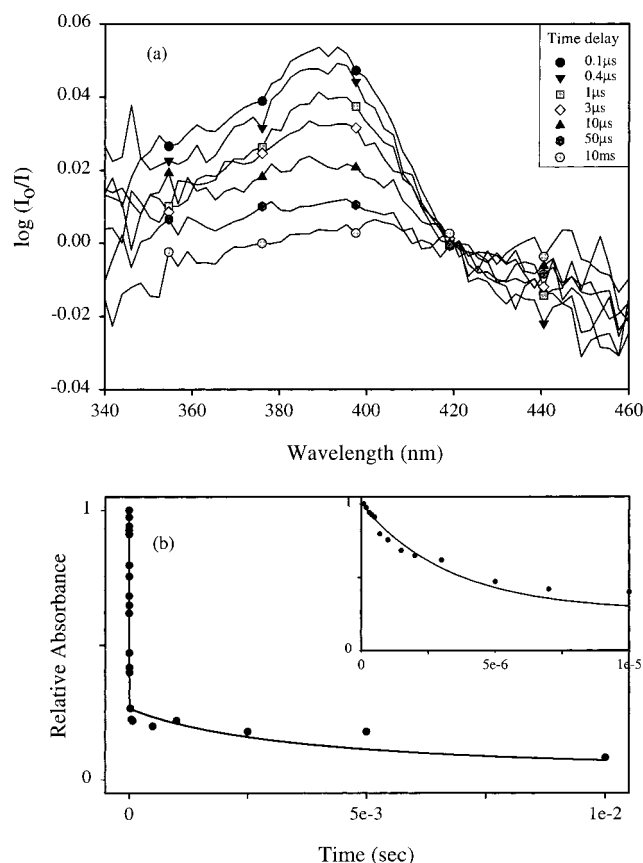 0.06
(a)
Time delay
0.1μs
0.4μs
1μs
3μs
10μs
50μs
10ms
0.04
0.02
0.00
-0.02
-0.04
log (I_O/I)
340 360 380 400 420 440 460
Wavelength (nm)
1
(b)
Relative Absorbance
0
1
0
0 5e-6 1e-5
0 5e-3 1e-2
Time (sec)